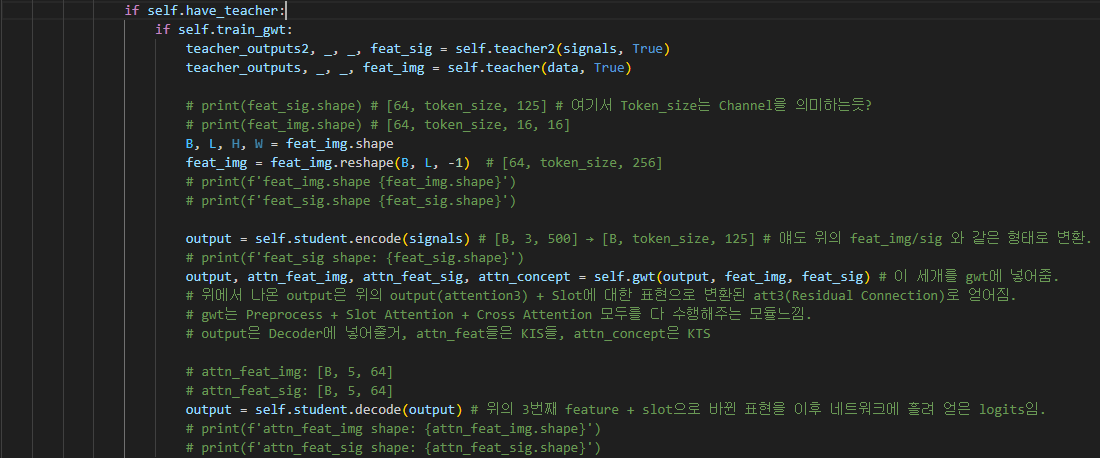 if self.have_teacher:
if self.train_gwt:
teacher_outputs2, _, _, feat_sig = self.teacher2(signals, True)
teacher_outputs, _, _, feat_img = self.teacher(data, True)
# print(feat_sig.shape) # [64, token_size, 125] # 여기서 Token_size는 Channel을 의미하는듯?
# print(feat_img.shape) # [64, token_size, 16, 16]
B, L, H, W = feat_img.shape
feat_img = feat_img.reshape(B, L, -1)  # [64, token_size, 256]
# print(f'feat_img.shape {feat_img.shape}')
# print(f'feat_sig.shape {feat_sig.shape}')
output = self.student.encode(signals) # [B, 3, 500] → [B, token_size, 125] # 얘도 위의 feat_img/sig 와 같은 형태로 변환.
# print(f'feat_sig shape: {feat_sig.shape}')
output, attn_feat_img, attn_feat_sig, attn_concept = self.gwt(output, feat_img, feat_sig) # 이 세개를 gwt에 넣어줌.
# 위에서 나온 output은 위의 output(attention3) + Slot에 대한 표현으로 변환된 att3(Residual Connection)로 얻어짐.
# gwt는 Preprocess + Slot Attention + Cross Attention 모두를 다 수행해주는 모듈느낌.
# output은 Decoder에 넣어줄거, attn_feat들은 KIS들, attn_concept은 KTS
# attn_feat_img: [B, 5, 64]
# attn_feat_sig: [B, 5, 64]
output = self.student.decode(output) # 위의 3번째 feature + slot으로 바뀐 표현을 이후 네트워크에 흘려 얻은 logits임.
# print(f'attn_feat_img shape: {attn_feat_img.shape}')
# print(f'attn_feat_sig shape: {attn_feat_sig.shape}')